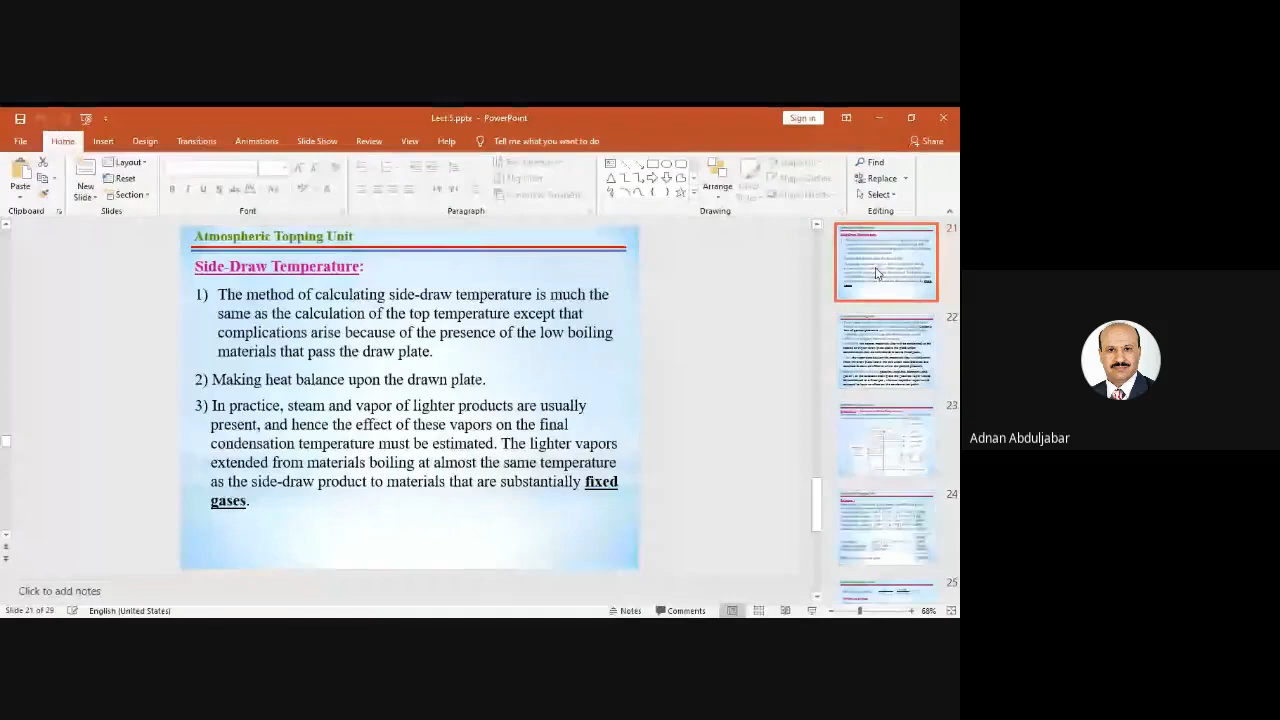 Lect.5.pptx - PowerPoint
Sign in
File Home Insert Design Transitions Animations Slide Show Review View Help Tell me what you want to do Share
Paste
New Slide
Layout
Reset
Section
Arrange
Find
Replace
Select
Clipboard Slides Font Paragraph Drawing Editing
Atmospheric Topping Unit
Side-Draw Temperature:
1) The method of calculating side-draw temperature is much the
same as the calculation of the top temperature except that
complications arise because of the presence of the low boiling
materials that pass the draw plate.
2) Making heat balance upon the drawn plate.
3) In practice, steam and vapor of lighter products are usually
present, and hence the effect of these vapors on the final
condensation temperature must be estimated. The lighter vapors
extended from materials boiling at almost the same temperature
as the side-draw product to materials that are substantially fixed
gases.
21
22
23
24
25
Click to add notes
Slide 21 of 29 English (United States) Notes Comments 68%
Adnan Abduljabar